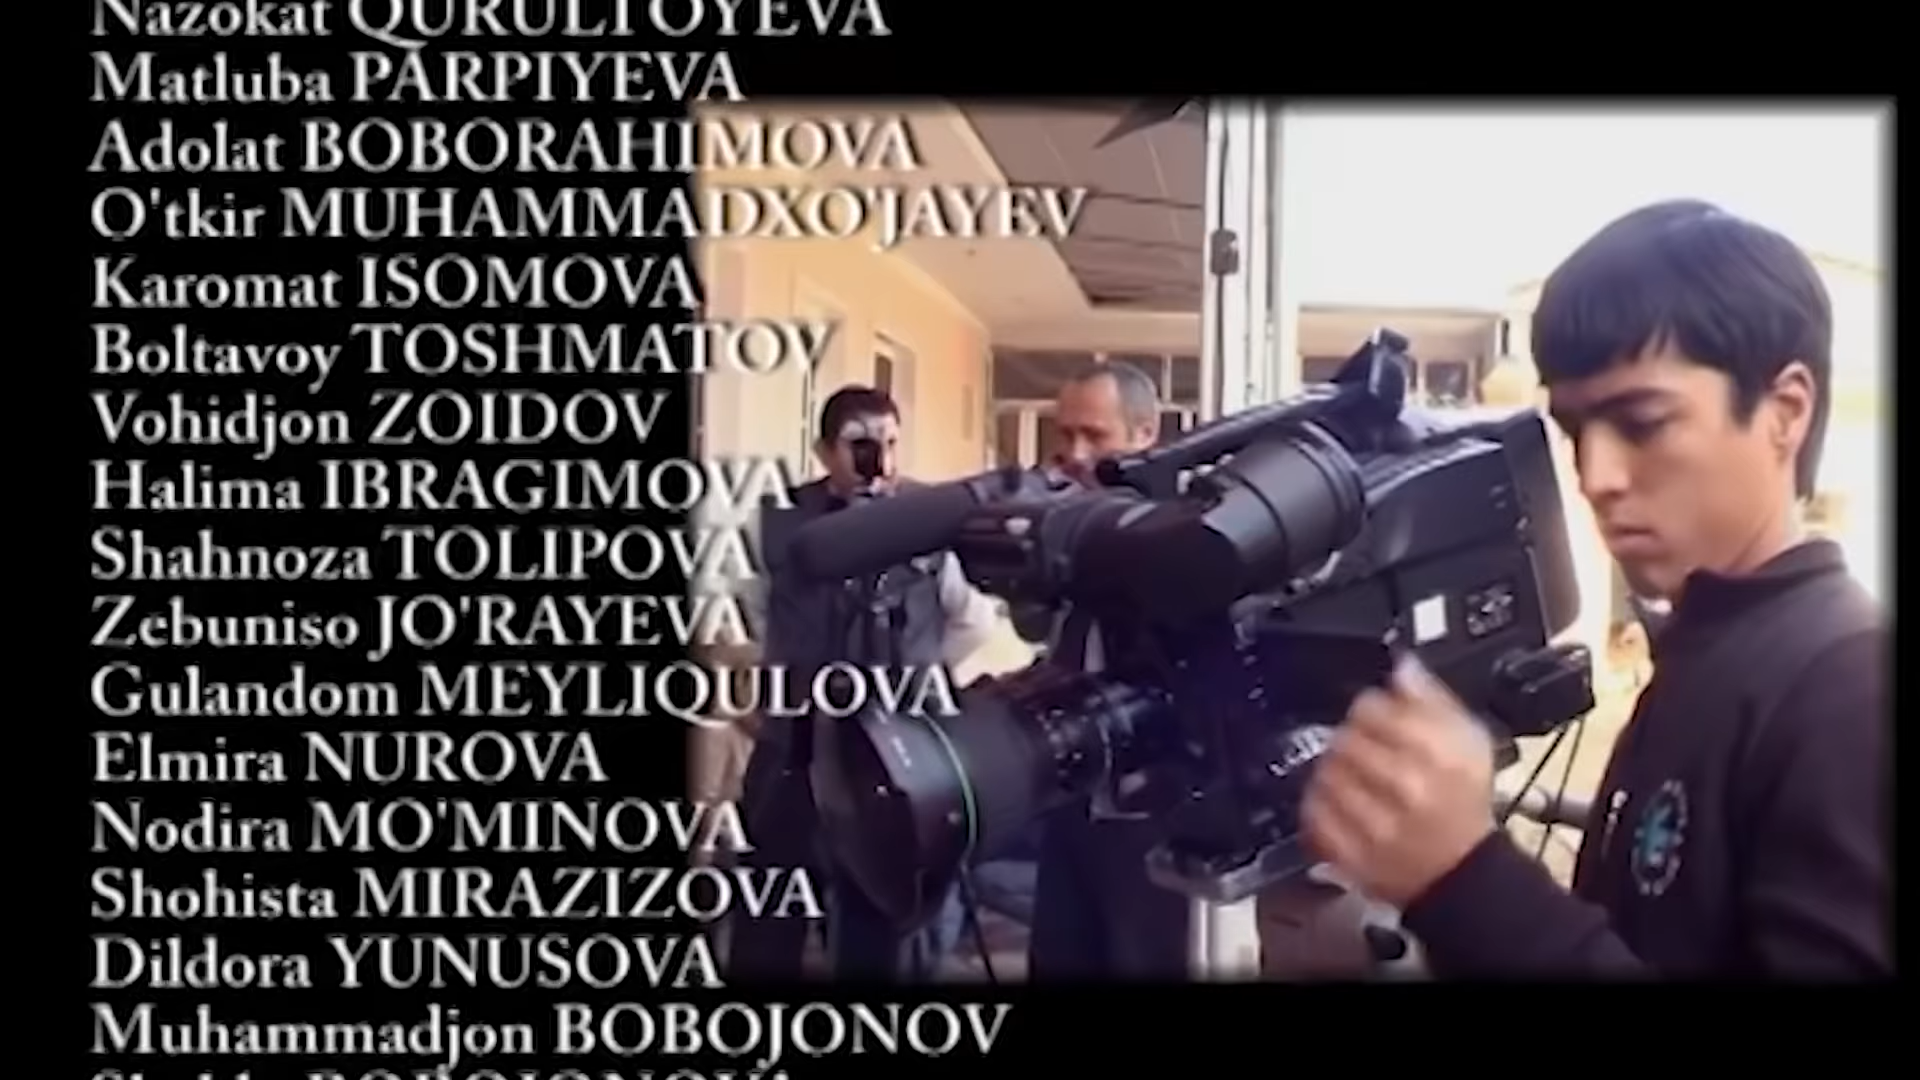 Nazokat QURULTOYEVA
Matluba PARPIYEVA
Adolat BOBORAHIMOVA
O'tkir MUHAMMADXO'JAYEV
Karomat ISOMOVA
Boltavoy TOSHMATOV
Vohidjon ZOIDOV
Halima IBRAGIMOVA
Shahnoza TOLIPOVA
Zebuniso JO'RAYEVA
Gulandom MEYLIQULOVA
Elmira NUROVA
Nodira MO'MINOVA
Shohista MIRAZIZOVA
Dildora YUNUSOVA
Muhammadjon BOBOJONOV